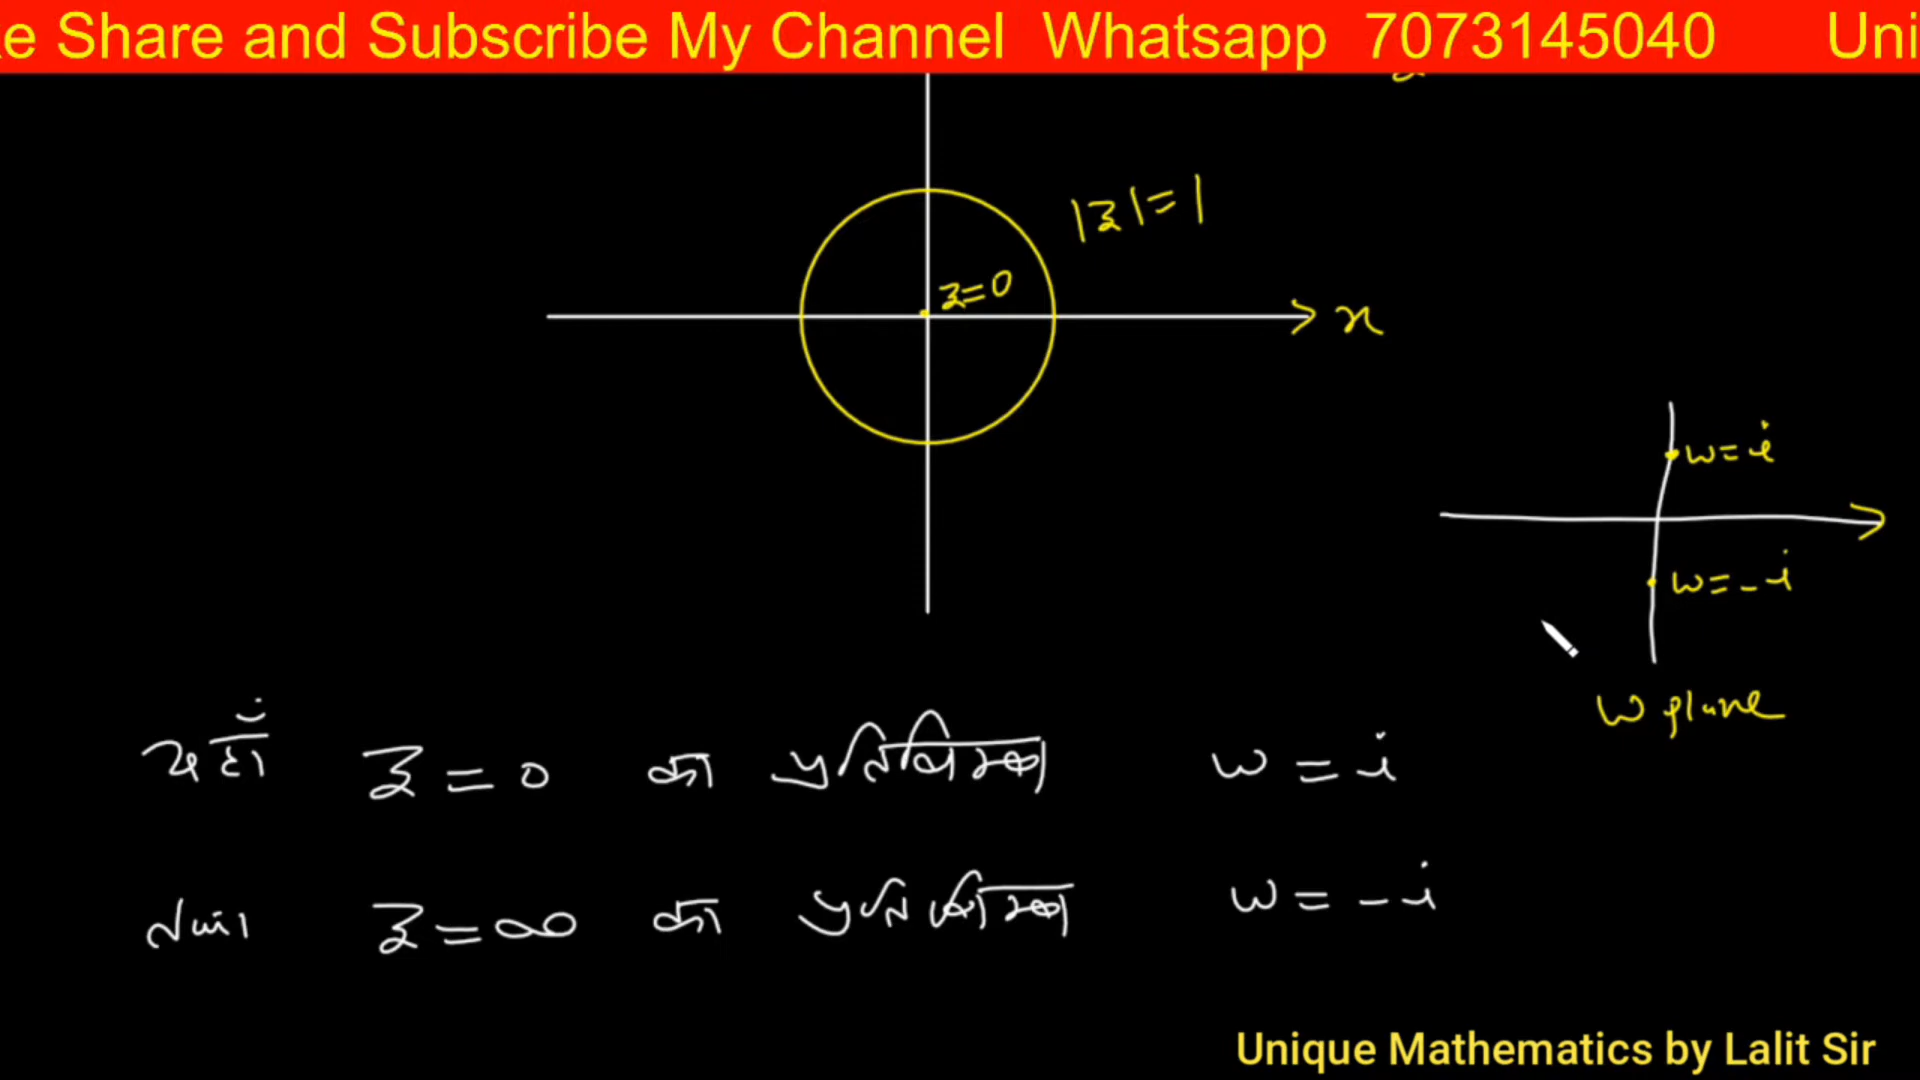 e Share and Subscribe My Channel Whatsapp 7073145040 Uni
|z|=1
z=0
x
w=i
w=-i
w plane
यहाँ z=0 का प्रतिबिम्ब w=i
तथा z=∞ का प्रतिबिम्ब w=-i
Unique Mathematics by Lalit Sir